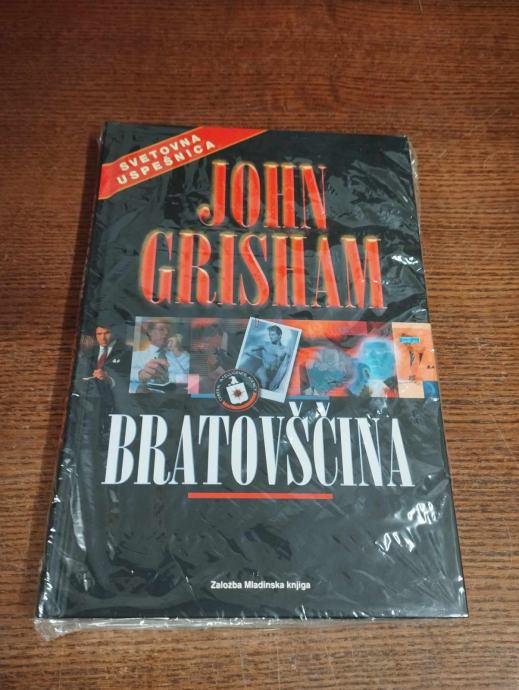 SVETOVNA
USPEŠNICA
JOHN
GRISHAM
BRATOVŠČINA
Založba Mladinska knjiga